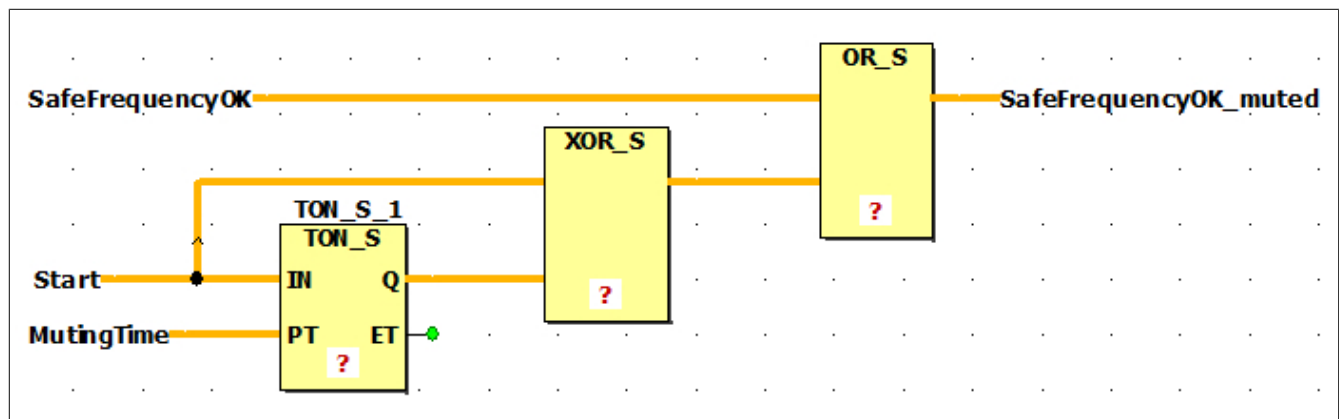 OR_S
SafeFrequencyOK
SafeFrequencyOK_muted
XOR_S
?
TON_S_1
TON_S
Start
IN
Q
?
MutingTime
PT
ET
?